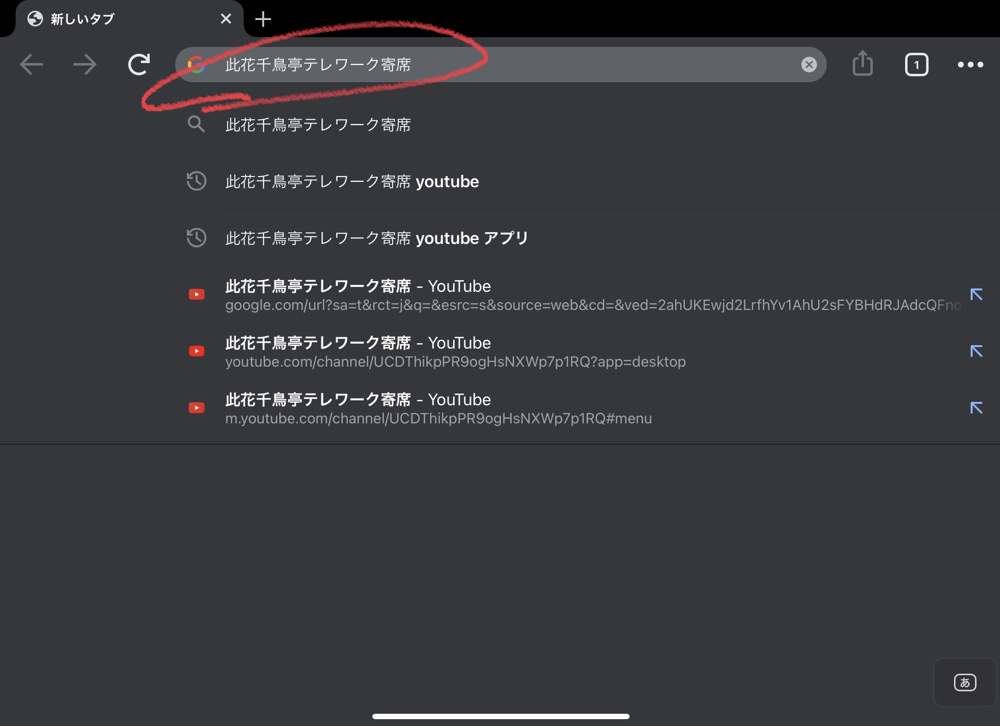 新しいタブ
此花千鳥亭テレワーク寄席
1
此花千鳥亭テレワーク寄席
此花千鳥亭テレワーク寄席 youtube
此花千鳥亭テレワーク寄席 youtube アプリ
此花千鳥亭テレワーク寄席 - YouTube
google.com/url?sa=t&rct=j&q=&esrc=s&source=web&cd=&ved=2ahUKEwjd2LrfhYv1AhU2sFYBHdRJAdcQFno
此花千鳥亭テレワーク寄席 - YouTube
youtube.com/channel/UCDThikpPR9ogHsNXWp7p1RQ?app=desktop
此花千鳥亭テレワーク寄席 - YouTube
m.youtube.com/channel/UCDThikpPR9ogHsNXWp7p1RQ#menu
あ